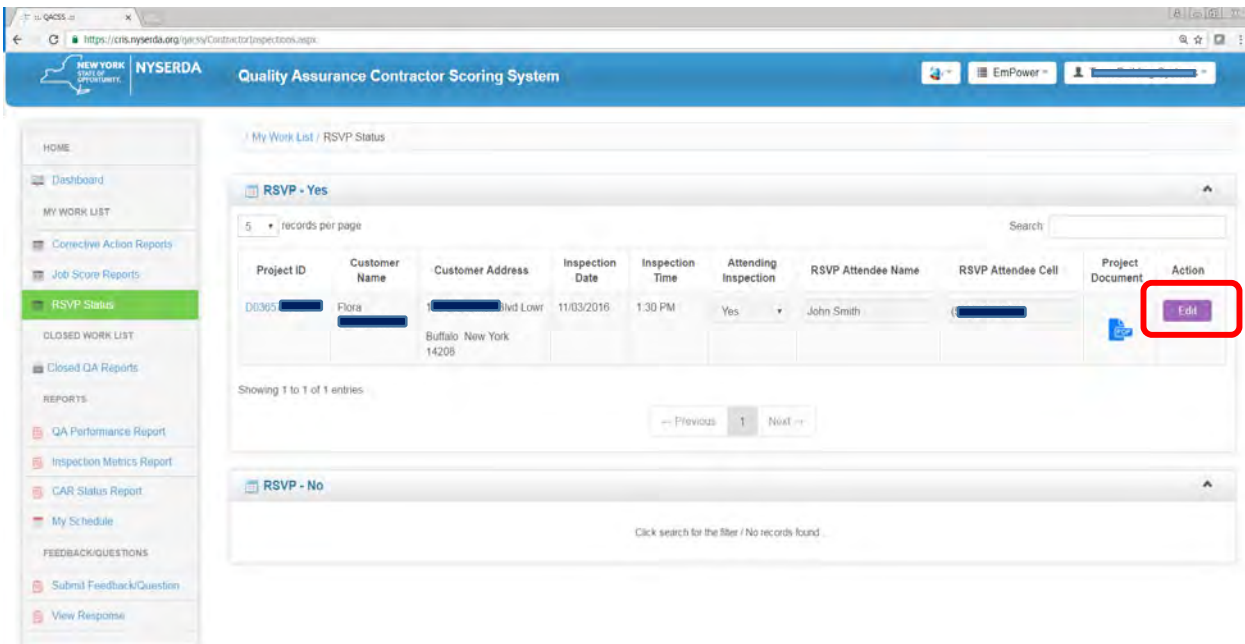 QACSS
https://cris.nyserda.org/qacss/ContractorInspections.aspx
NEW YORK
STATE OF
OPPORTUNITY.
NYSERDA
Quality Assurance Contractor Scoring System
EmPower
HOME
Dashboard
MY WORK LIST
Corrective Action Reports
Job Score Reports
RSVP Status
CLOSED WORK LIST
Closed QA Reports
REPORTS
QA Performance Report
Inspection Metrics Report
CAR Status Report
My Schedule
FEEDBACK/QUESTIONS
Submit Feedback/Question
View Response
/ My Work List / RSVP Status
RSVP - Yes
5 records per page
Search:
Project ID Customer Name Customer Address Inspection Date Inspection Time Attending Inspection RSVP Attendee Name RSVP Attendee Cell Project Document Action
D0365 Flora 1 Blvd Lowr 11/03/2016 1:30 PM Yes John Smith ( Edit
Buffalo New York
14208
PDF
Showing 1 to 1 of 1 entries
← Previous 1 Next →
RSVP - No
Click search for the filter / No records found